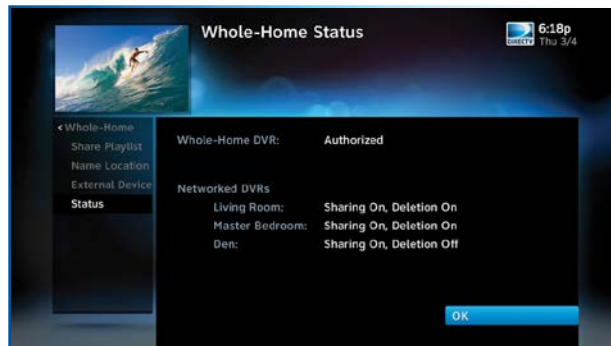 Whole-Home Status
DIRECTV
6:18p
Thu 3/4
<Whole-Home
Share Playlist
Name Location
External Device
Status
Whole-Home DVR: Authorized
Networked DVRs
Living Room: Sharing On, Deletion On
Master Bedroom: Sharing On, Deletion On
Den: Sharing On, Deletion Off
OK